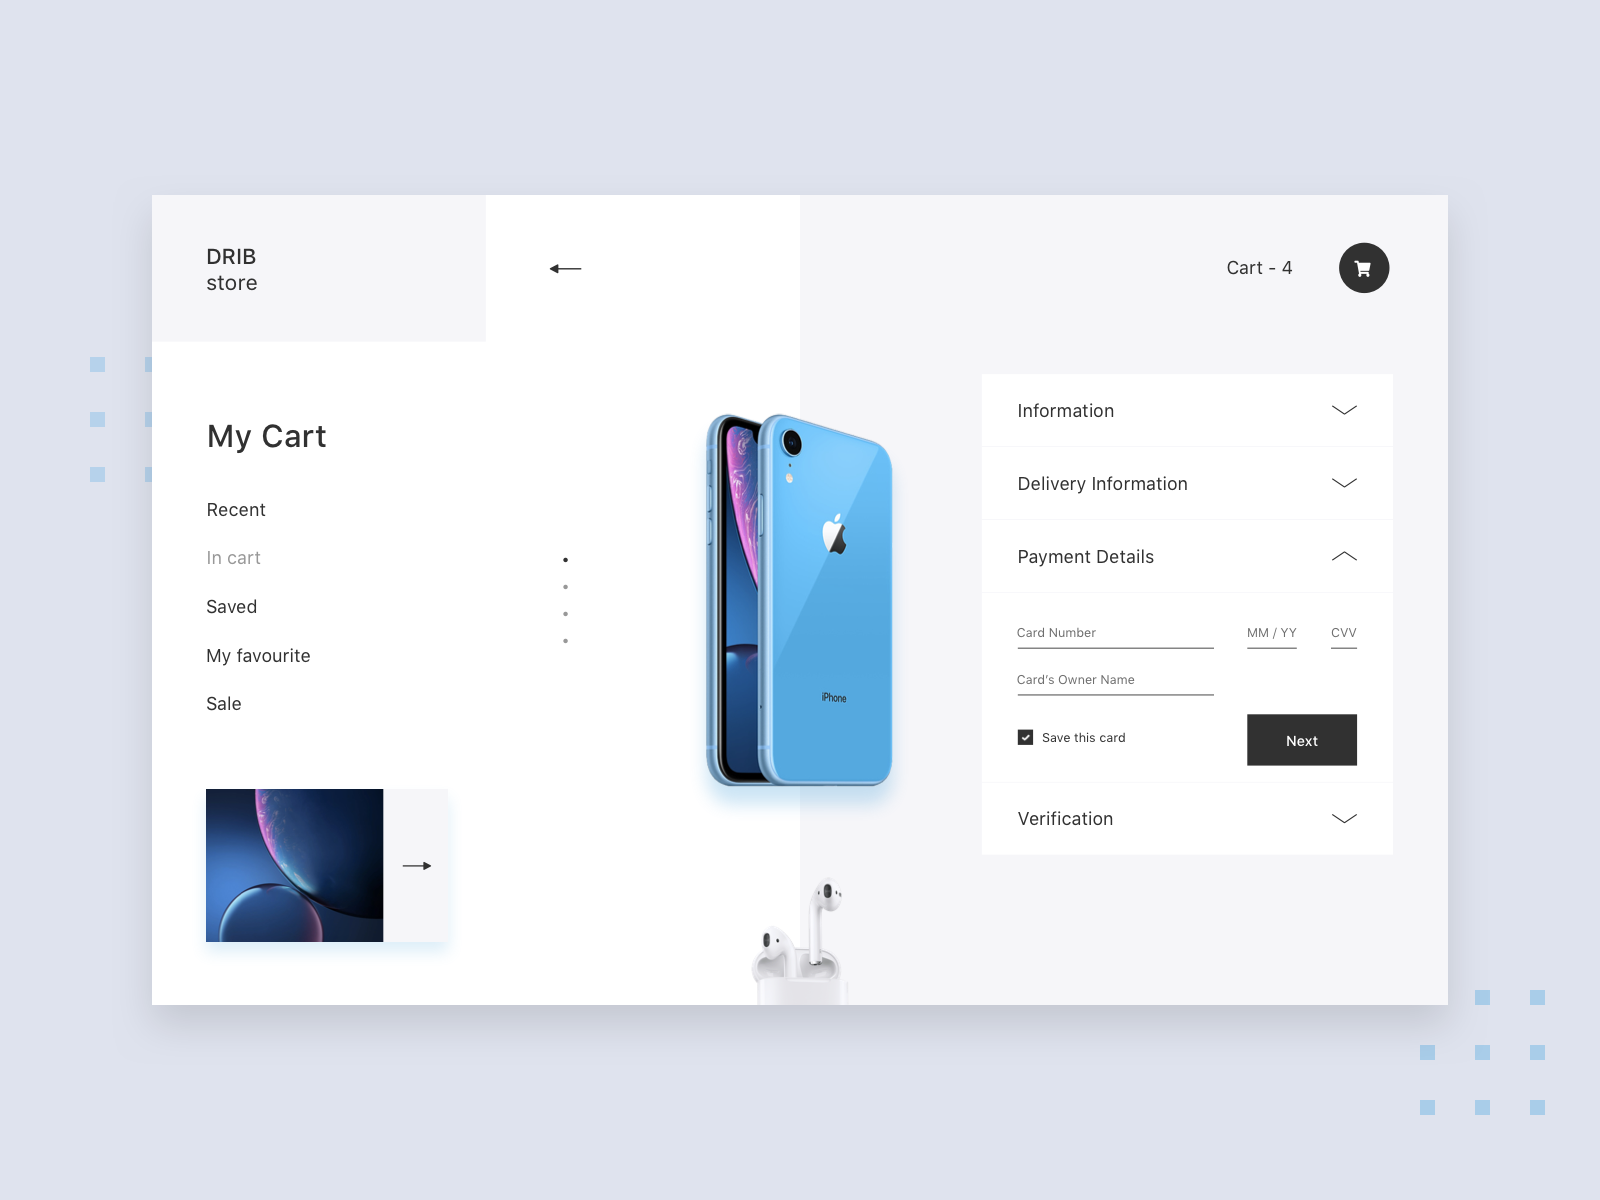 DRIB
store
Cart - 4
My Cart
Recent
In cart
Saved
My favourite
Sale
iPhone
Information
Delivery Information
Payment Details
Card Number
MM / YY
CVV
Card's Owner Name
Save this card
Next
Verification